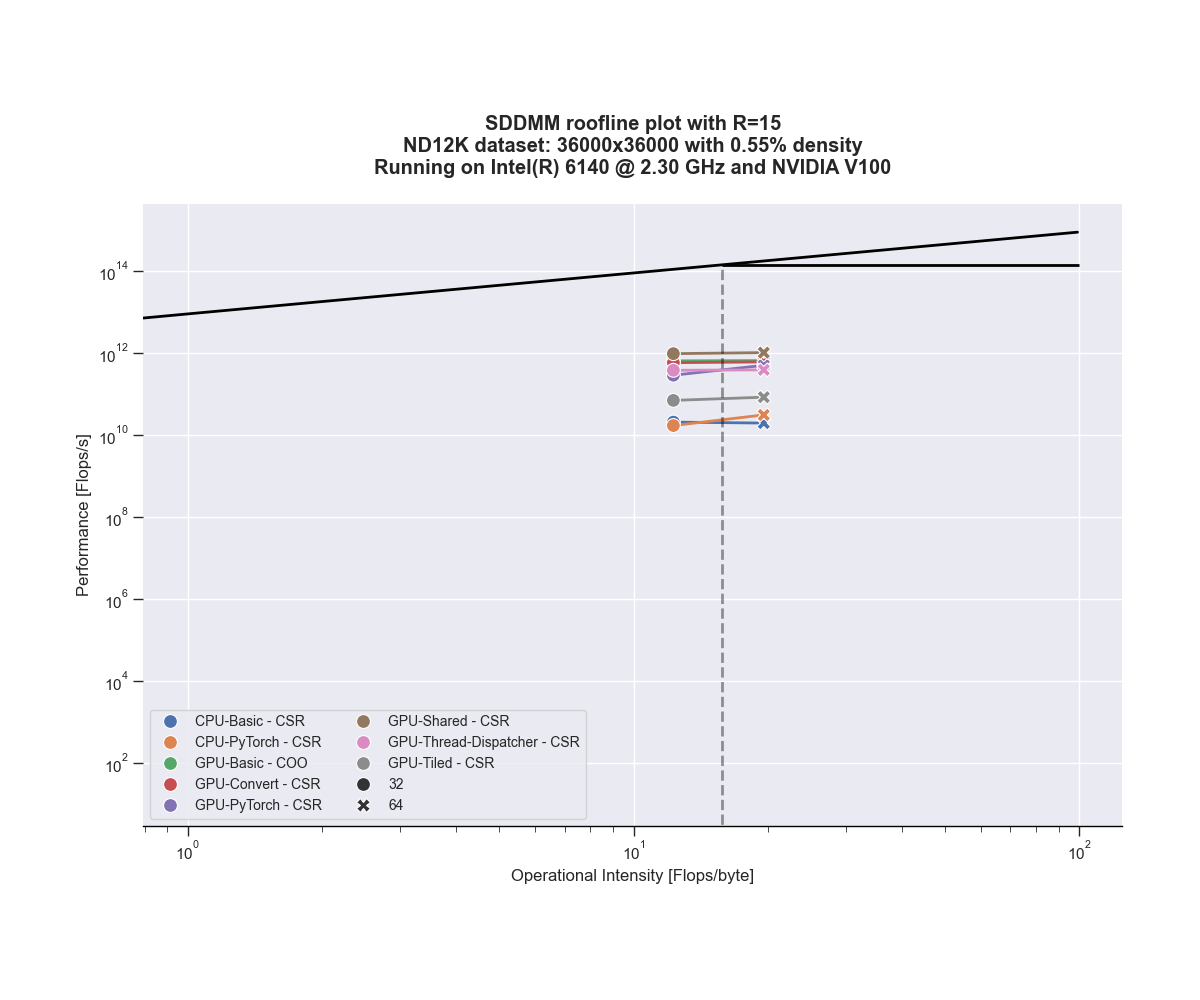 SDDMM roofline plot with R=15
ND12K dataset: 36000x36000 with 0.55% density
Running on Intel(R) 6140 @ 2.30 GHz and NVIDIA V100
10^14
10^12
10^10
10^8
10^6
10^4
10^2
Performance [Flops/s]
CPU-Basic - CSR
CPU-PyTorch - CSR
GPU-Basic - COO
GPU-Convert - CSR
GPU-PyTorch - CSR
GPU-Shared - CSR
GPU-Thread-Dispatcher - CSR
GPU-Tiled - CSR
32
64
10^0 10^1 10^2
Operational Intensity [Flops/byte]